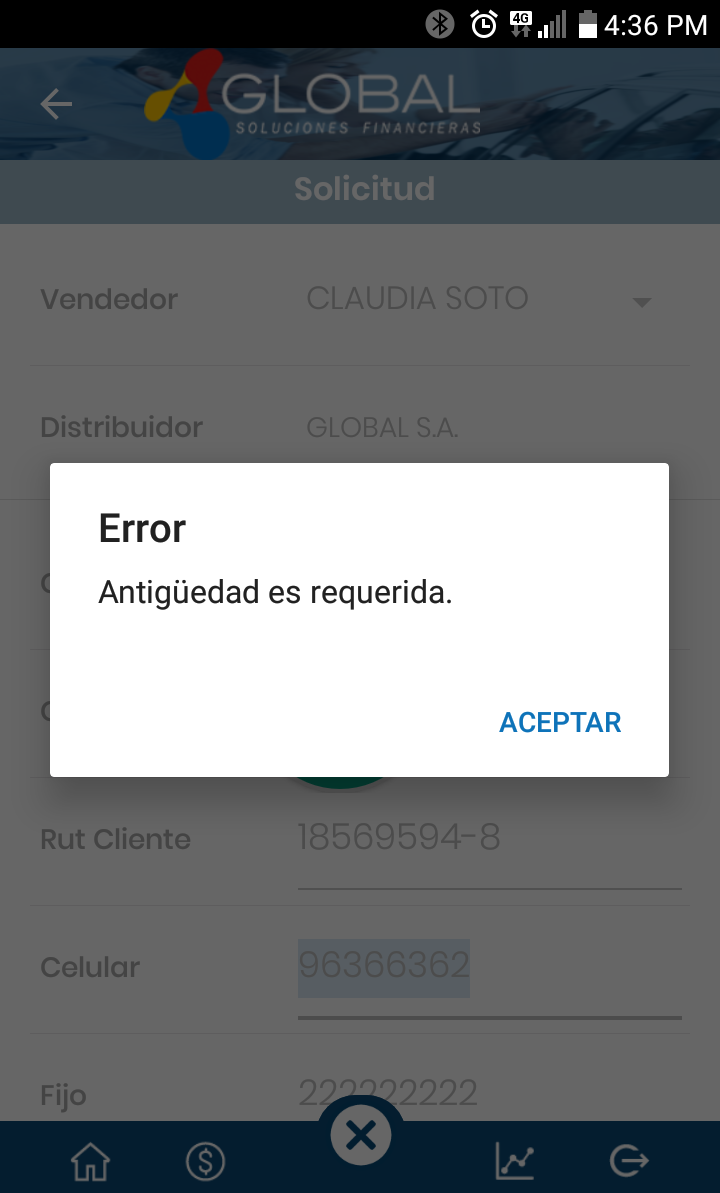 4G 4:36 PM
GLOBAL
SOLUCIONES FINANCIERAS
Solicitud
Vendedor CLAUDIA SOTO
Distribuidor GLOBAL S.A.
Error
Antigüedad es requerida.
ACEPTAR
Rut Cliente 18569594-8
Celular 96366362
Fijo 222222222